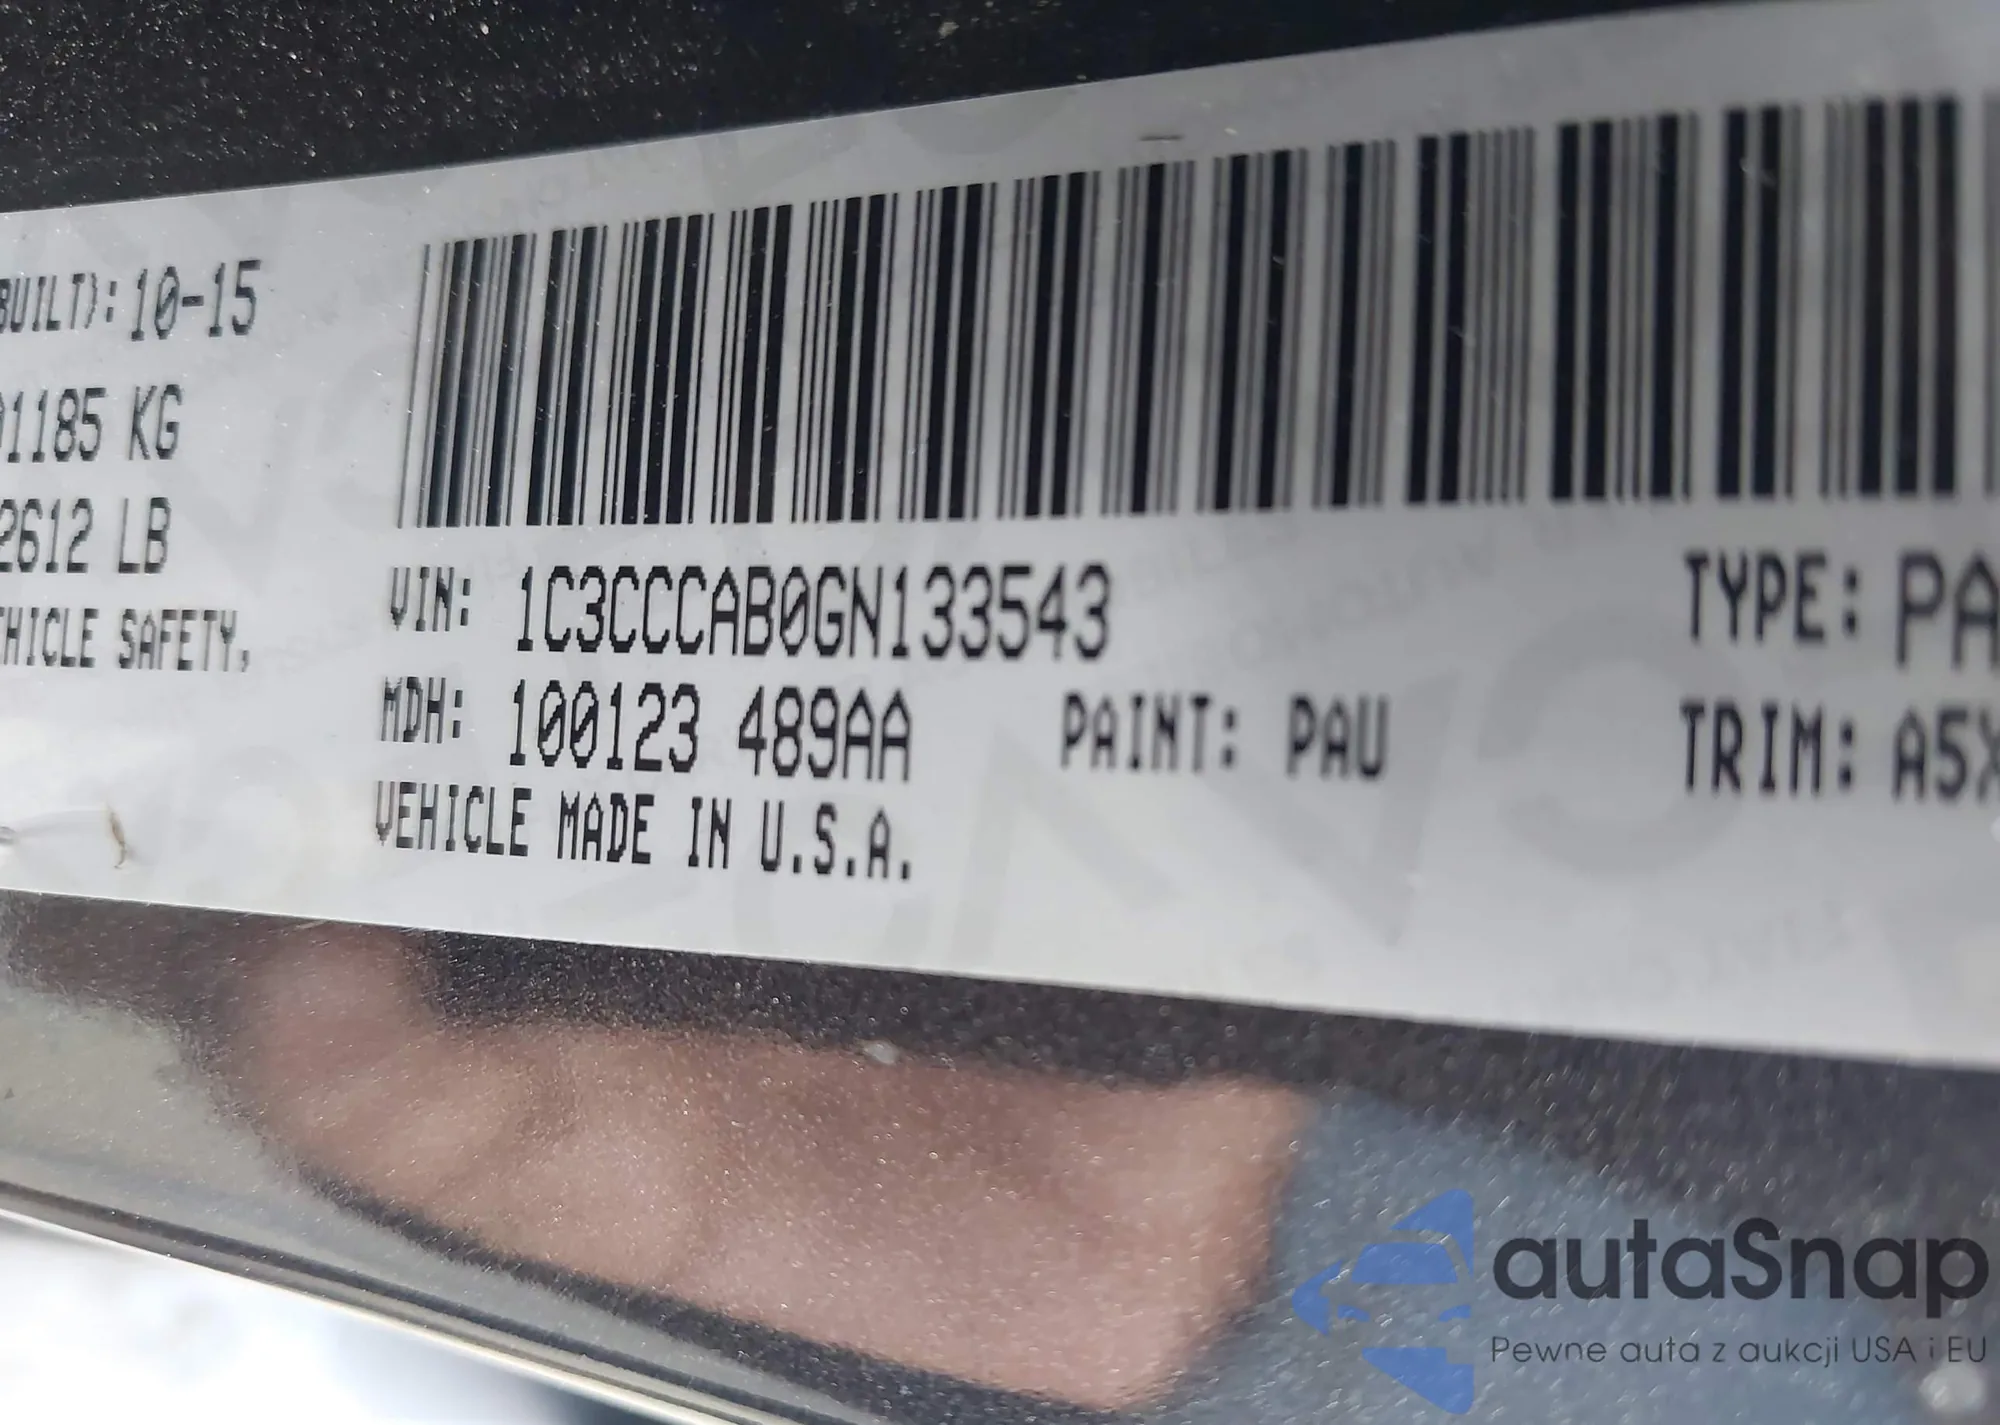 BUILT): 10-15
1185 KG
2612 LB
VEHICLE SAFETY,
VIN: 1C3CCCAB0GN133543
TYPE: PA
MDH: 100123 489AA PAINT: PAU
TRIM: A5X
VEHICLE MADE IN U.S.A.
autaSnap
Pewne auta z aukcji USA i EU